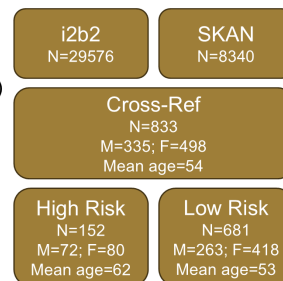 i2b2
N=29576
SKAN
N=8340
Cross-Ref
N=833
M=335; F=498
Mean age=54
High Risk
N=152
M=72; F=80
Mean age=62
Low Risk
N=681
M=263; F=418
Mean age=53